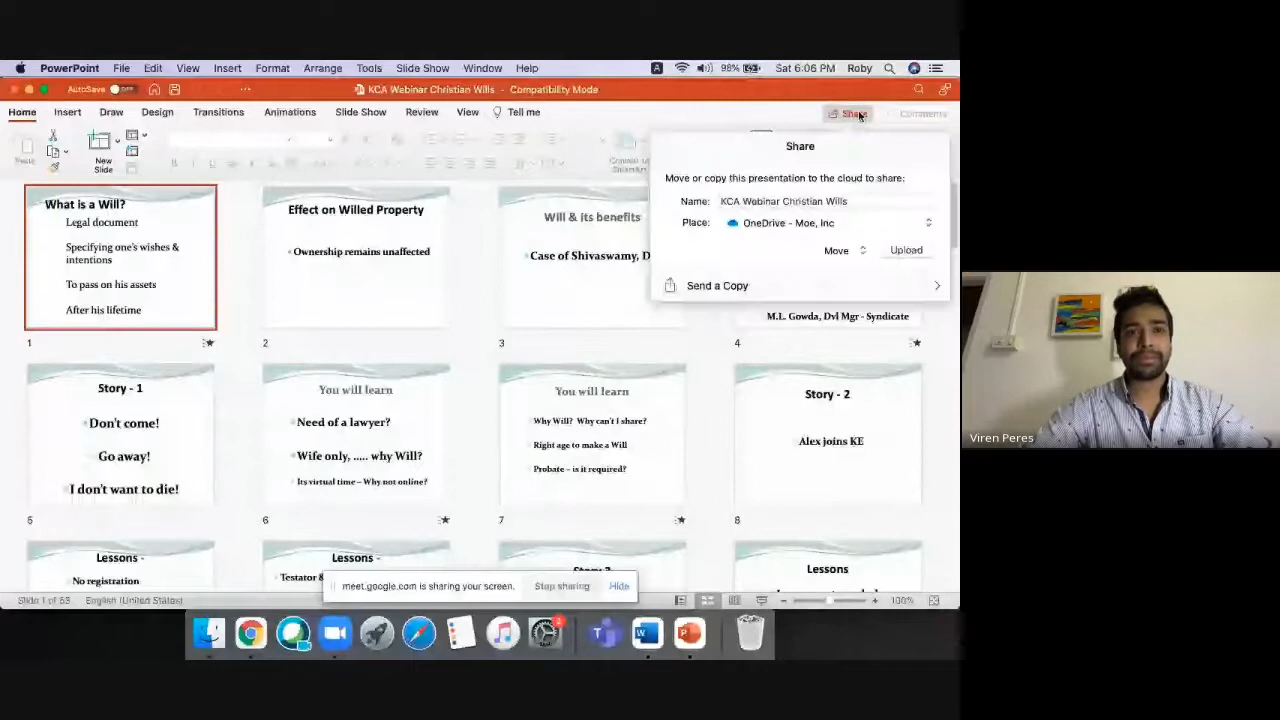 PowerPoint File Edit View Insert Format Arrange Tools Slide Show Window Help A 98% Sat 6:06 PM Roby
AutoSave OFF ... KCA Webinar Christian Wills - Compatibility Mode
Home Insert Draw Design Transitions Animations Slide Show Review View Tell me Share Comments
Paste
New
Slide
Share
Move or copy this presentation to the cloud to share:
Name: KCA Webinar Christian Wills
Place: OneDrive - Moe, Inc
Move Upload
Send a Copy
What is a Will?
Legal document
Specifying one's wishes &
intentions
To pass on his assets
After his lifetime
1
Effect on Willed Property
Ownership remains unaffected
2
Will & its benefits
Case of Shivaswamy, D
3
M.L. Gowda, Dvl Mgr - Syndicate
4
Story - 1
Don't come!
Go away!
I don't want to die!
5
You will learn
Need of a lawyer?
Wife only, ..... why Will?
Its virtual time – Why not online?
6
You will learn
Why Will? Why can't I share?
Right age to make a Will
Probate – is it required?
7
Story - 2
Alex joins KE
8
Lessons -
No registration
Lessons -
Testator &
Lessons
meet.google.com is sharing your screen. Stop sharing Hide
Slide 1 of 53 English (United States) 100%
2
Viren Peres